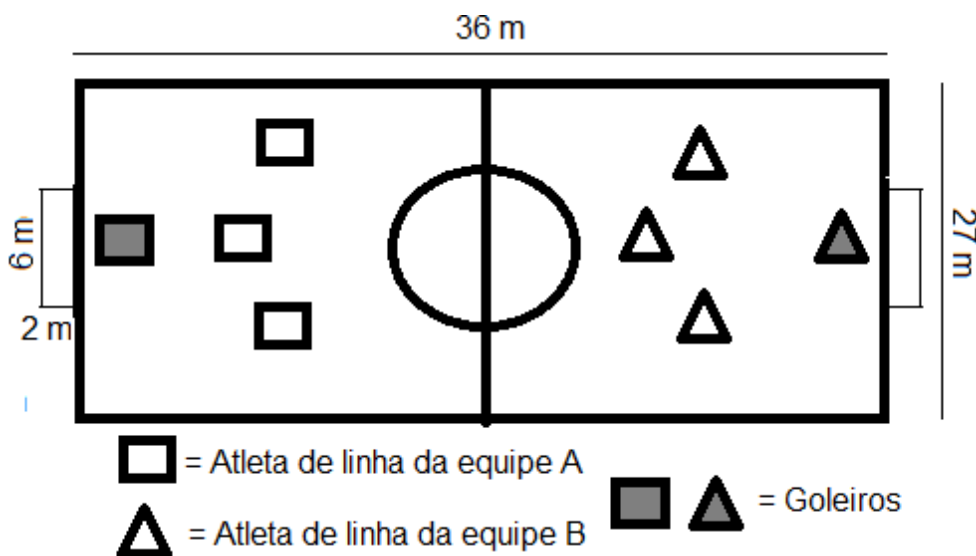 36 m
6 m
27 m
2 m
= Atleta de linha da equipe A
= Goleiros
= Atleta de linha da equipe B